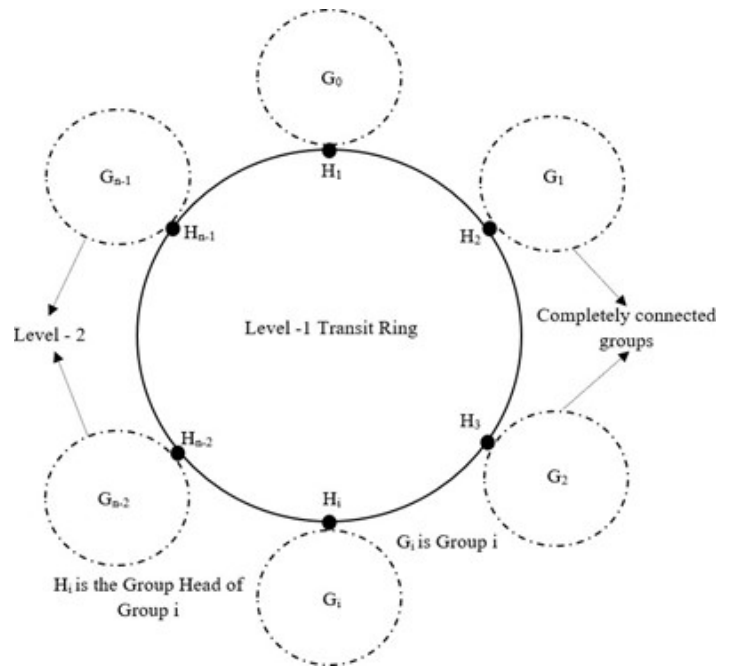 G₀
G₁
Gₙ₋₁
H₁
H₂
Hₙ₋₁
Level -1 Transit Ring
Level - 2
Completely connected
groups
H₃
Hₙ₋₂
G₂
Gₙ₋₂
Hᵢ
Gᵢ is Group i
Hᵢ is the Group Head of
Group i
Gᵢ